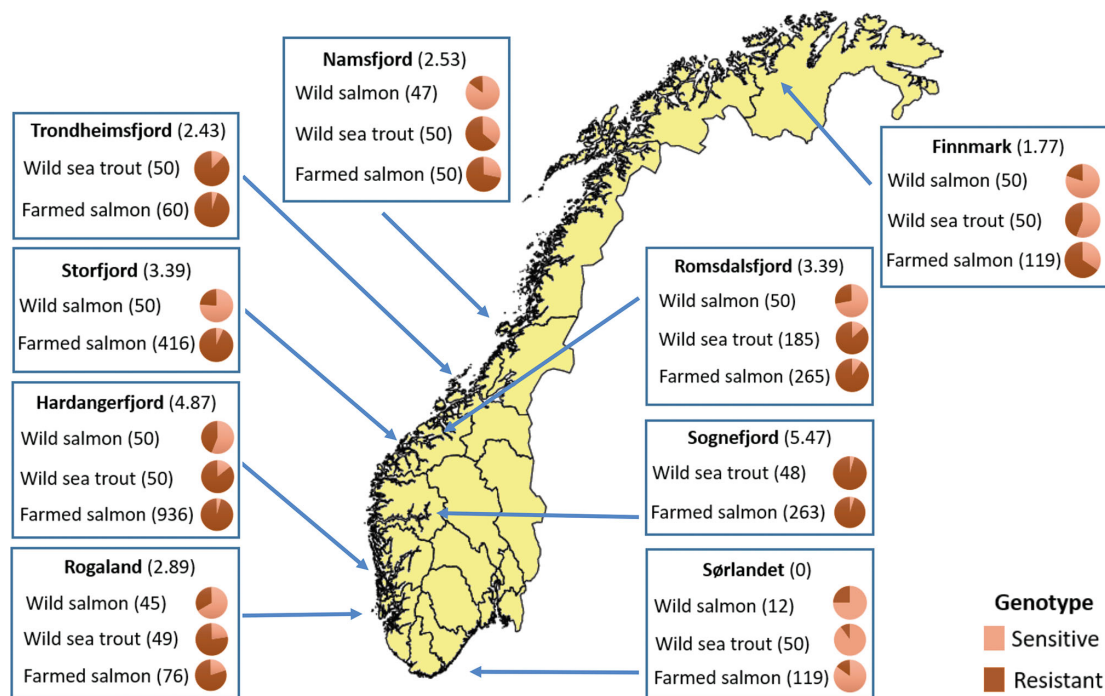 Namsfjord (2.53)
Wild salmon (47)
Wild sea trout (50)
Farmed salmon (50)
Trondheimsfjord (2.43)
Wild sea trout (50)
Farmed salmon (60)
Finnmark (1.77)
Wild salmon (50)
Wild sea trout (50)
Farmed salmon (119)
Storfjord (3.39)
Wild salmon (50)
Farmed salmon (416)
Romsdalsfjord (3.39)
Wild salmon (50)
Wild sea trout (185)
Farmed salmon (265)
Hardangerfjord (4.87)
Wild salmon (50)
Wild sea trout (50)
Farmed salmon (936)
Sognefjord (5.47)
Wild sea trout (48)
Farmed salmon (263)
Rogaland (2.89)
Wild salmon (45)
Wild sea trout (49)
Farmed salmon (76)
Sørlandet (0)
Wild salmon (12)
Wild sea trout (50)
Farmed salmon (119)
Genotype
Sensitive
Resistant